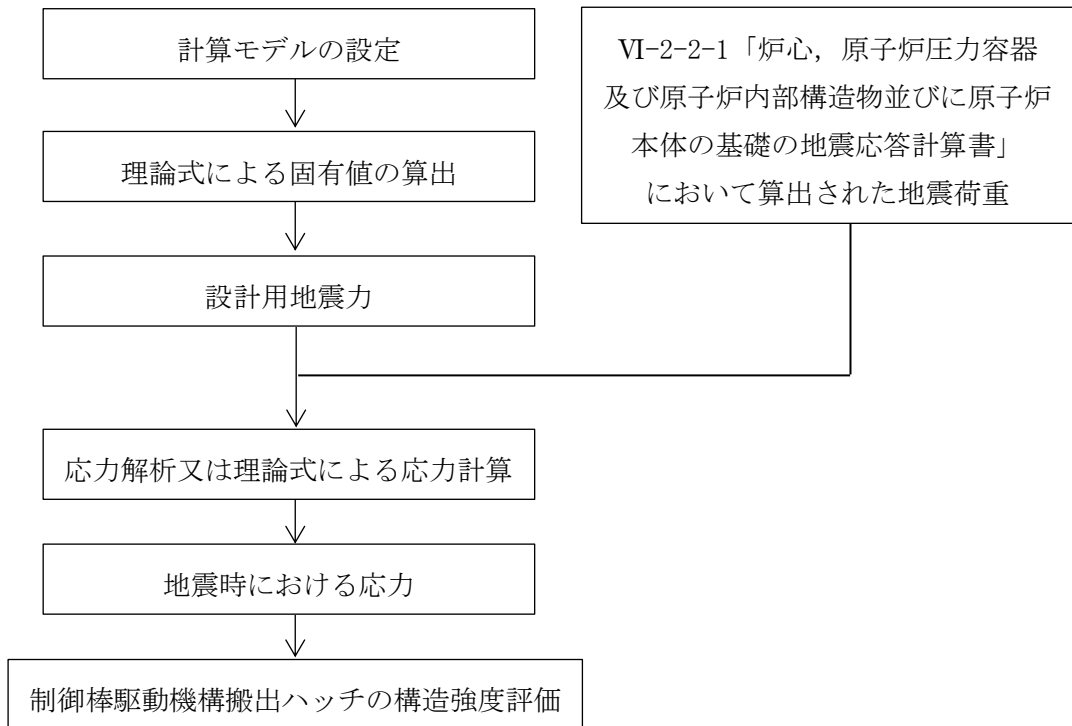 計算モデルの設定
Ⅵ-2-2-1「炉心，原子炉圧力容器
及び原子炉内部構造物並びに原子炉
本体の基礎の地震応答計算書」
において算出された地震荷重
理論式による固有値の算出
設計用地震力
応力解析又は理論式による応力計算
地震時における応力
制御棒駆動機構搬出ハッチの構造強度評価